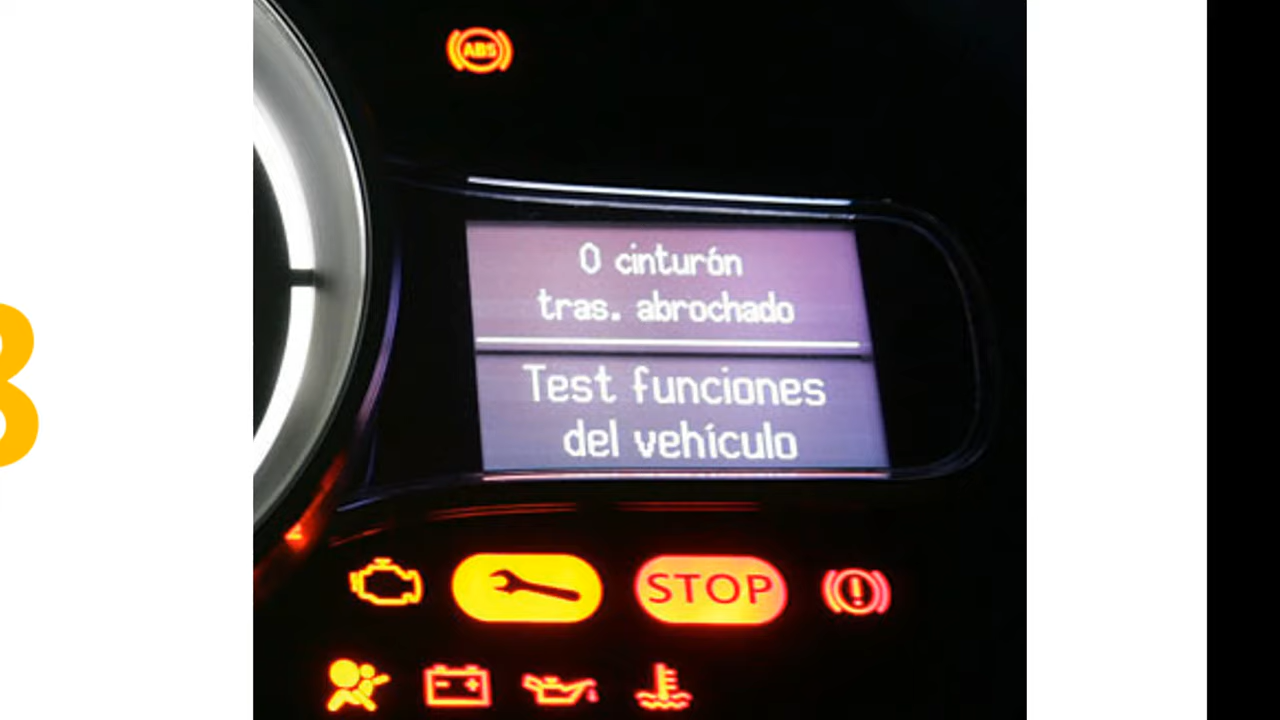 ABS
0 cinturón
tras. abrochado
Test funciones
del vehículo
STOP